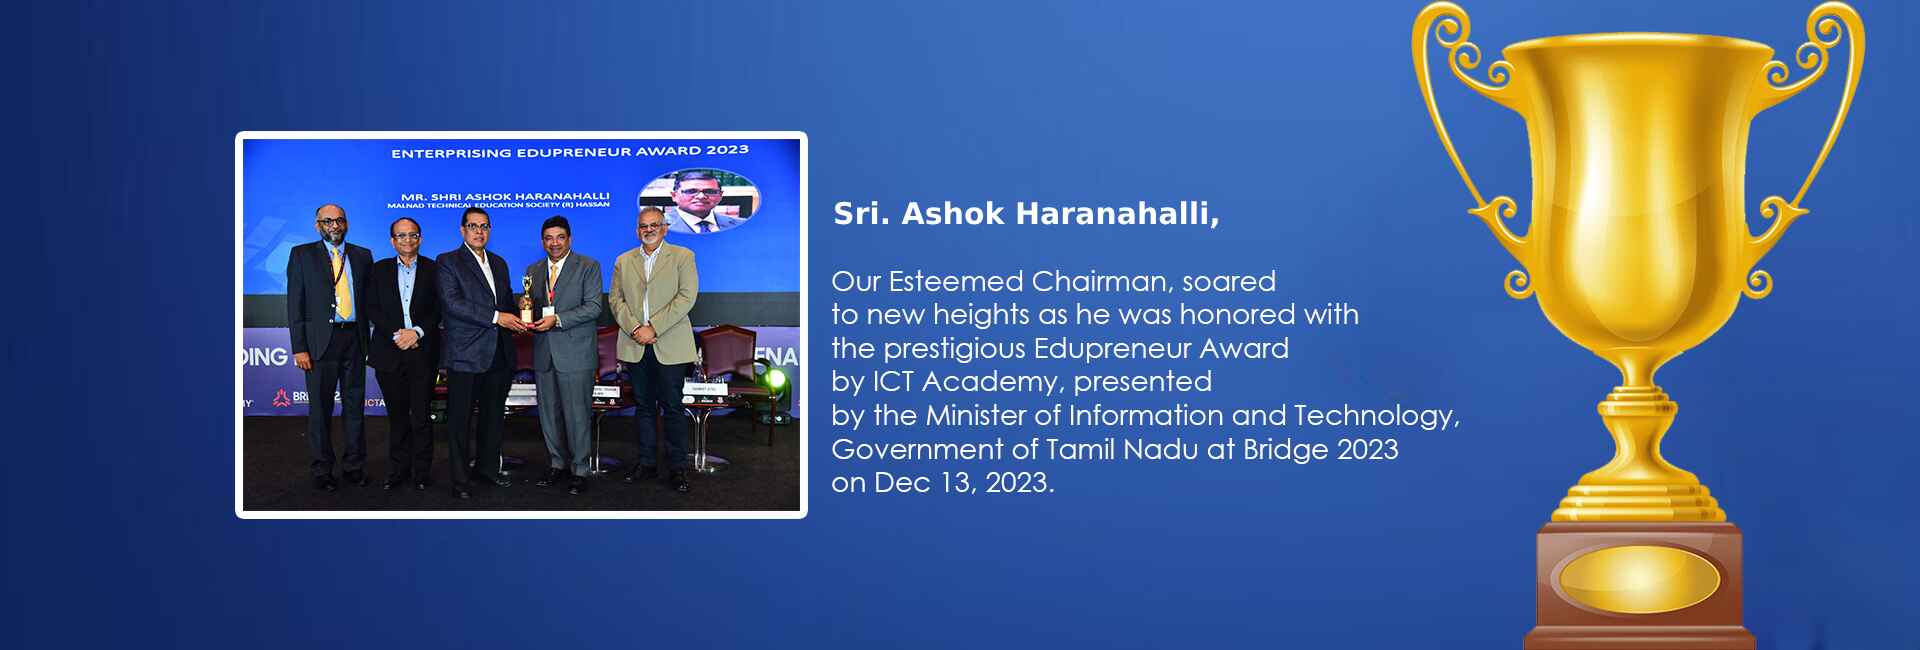 ENTERPRISING EDUPRENEUR AWARD 2023
MR. SHRI ASHOK HARANAHALLI
MALNAD TECHNICAL EDUCATION SOCIETY (R) HASSAN
Sri. Ashok Haranahalli,
Our Esteemed Chairman, soared
to new heights as he was honored with
the prestigious Edupreneur Award
by ICT Academy, presented
by the Minister of Information and Technology,
Government of Tamil Nadu at Bridge 2023
on Dec 13, 2023.